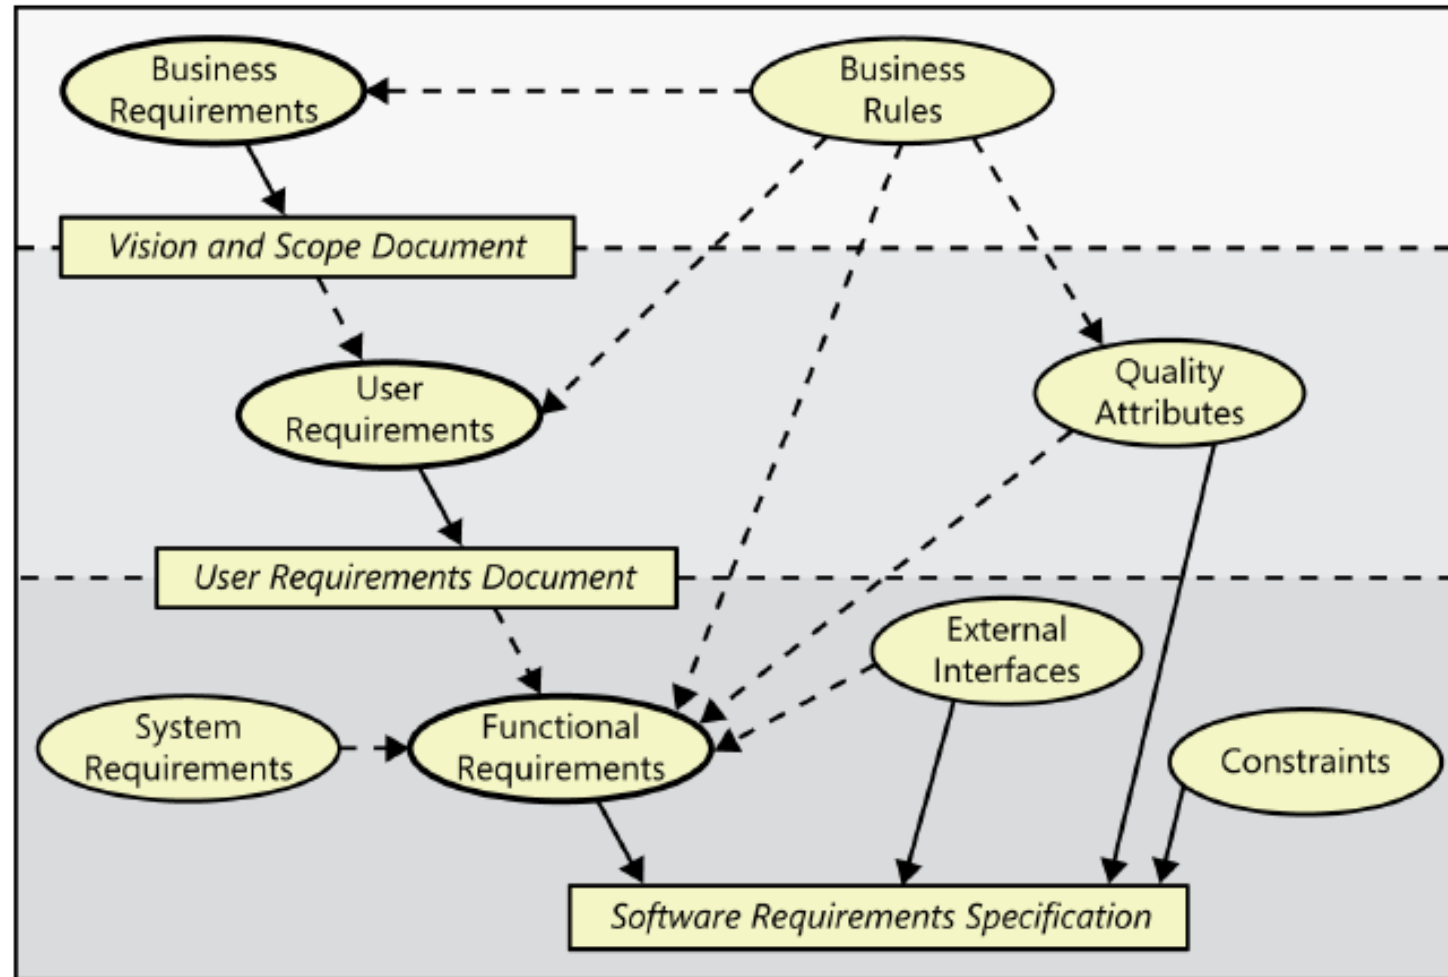 Business
Requirements
Business
Rules
Vision and Scope Document
User
Requirements
Quality
Attributes
User Requirements Document
External
Interfaces
System
Requirements
Functional
Requirements
Constraints
Software Requirements Specification